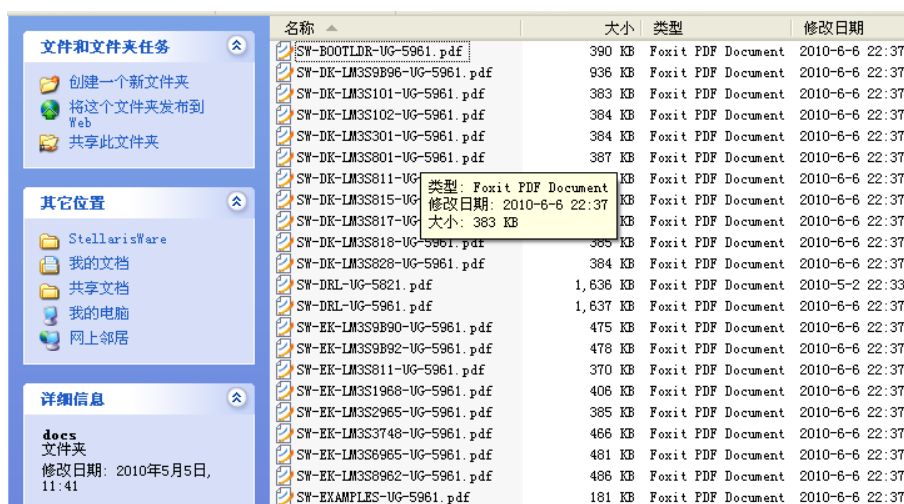 名称 大小 类型 修改日期
文件和文件夹任务
创建一个新文件夹
将这个文件夹发布到
Web
共享此文件夹
其它位置
StellarisWare
我的文档
共享文档
我的电脑
网上邻居
详细信息
docs
文件夹
修改日期: 2010年5月5日,
11:41
SW-BOOTLDR-UG-5961.pdf 390 KB Foxit PDF Document 2010-6-6 22:37
SW-DK-LM3S9B96-UG-5961.pdf 936 KB Foxit PDF Document 2010-6-6 22:37
SW-DK-LM3S101-UG-5961.pdf 383 KB Foxit PDF Document 2010-6-6 22:37
SW-DK-LM3S102-UG-5961.pdf 384 KB Foxit PDF Document 2010-6-6 22:37
SW-DK-LM3S301-UG-5961.pdf 384 KB Foxit PDF Document 2010-6-6 22:37
SW-DK-LM3S801-UG-5961.pdf 387 KB Foxit PDF Document 2010-6-6 22:37
SW-DK-LM3S811-UG KB Foxit PDF Document 2010-6-6 22:37
SW-DK-LM3S815-UG KB Foxit PDF Document 2010-6-6 22:37
SW-DK-LM3S817-UG KB Foxit PDF Document 2010-6-6 22:37
类型: Foxit PDF Document
修改日期: 2010-6-6 22:37
大小: 383 KB
SW-DK-LM3S818-UG-5961.pdf 385 KB Foxit PDF Document 2010-6-6 22:37
SW-DK-LM3S828-UG-5961.pdf 384 KB Foxit PDF Document 2010-6-6 22:37
SW-DRL-UG-5821.pdf 1,636 KB Foxit PDF Document 2010-5-2 22:33
SW-DRL-UG-5961.pdf 1,637 KB Foxit PDF Document 2010-6-6 22:37
SW-EK-LM3S9B90-UG-5961.pdf 475 KB Foxit PDF Document 2010-6-6 22:37
SW-EK-LM3S9B92-UG-5961.pdf 478 KB Foxit PDF Document 2010-6-6 22:37
SW-EK-LM3S811-UG-5961.pdf 370 KB Foxit PDF Document 2010-6-6 22:37
SW-EK-LM3S1968-UG-5961.pdf 406 KB Foxit PDF Document 2010-6-6 22:37
SW-EK-LM3S2965-UG-5961.pdf 385 KB Foxit PDF Document 2010-6-6 22:37
SW-EK-LM3S3748-UG-5961.pdf 466 KB Foxit PDF Document 2010-6-6 22:37
SW-EK-LM3S6965-UG-5961.pdf 481 KB Foxit PDF Document 2010-6-6 22:37
SW-EK-LM3S8962-UG-5961.pdf 486 KB Foxit PDF Document 2010-6-6 22:37
SW-EXAMPLES-UG-5961.pdf 181 KB Foxit PDF Document 2010-6-6 22:37